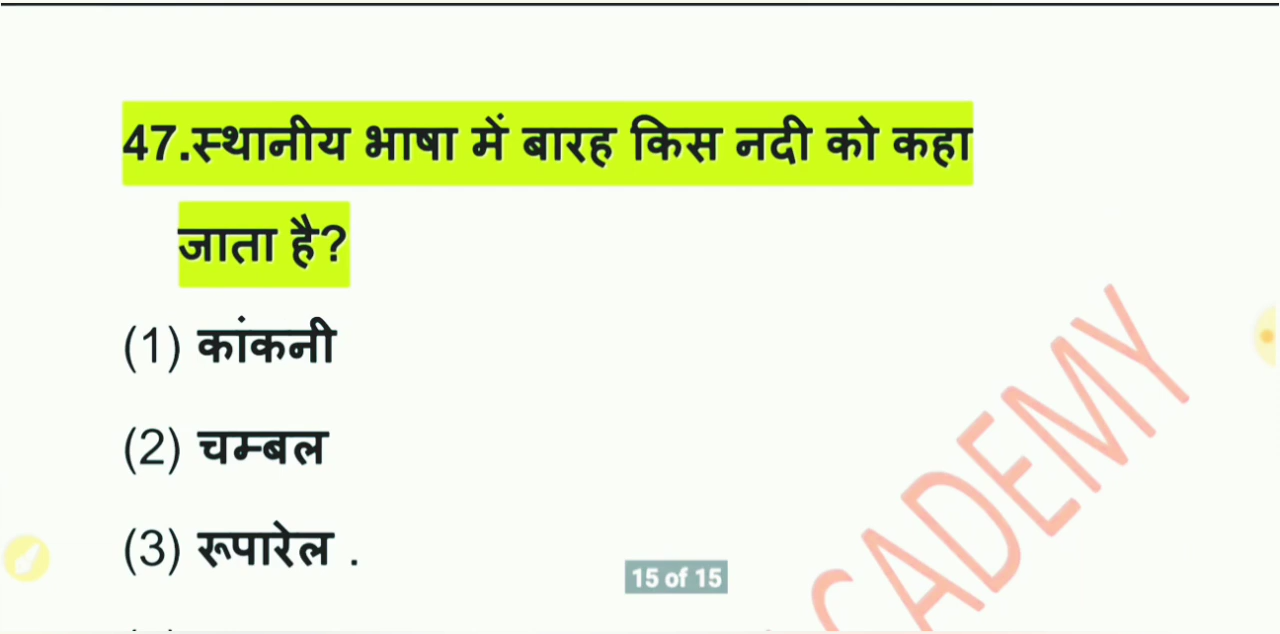 47.स्थानीय भाषा में बारह किस नदी को कहा
जाता है?
(1) कांकनी
(2) चम्बल
(3) रूपारेल .
15 of 15
CADEMY